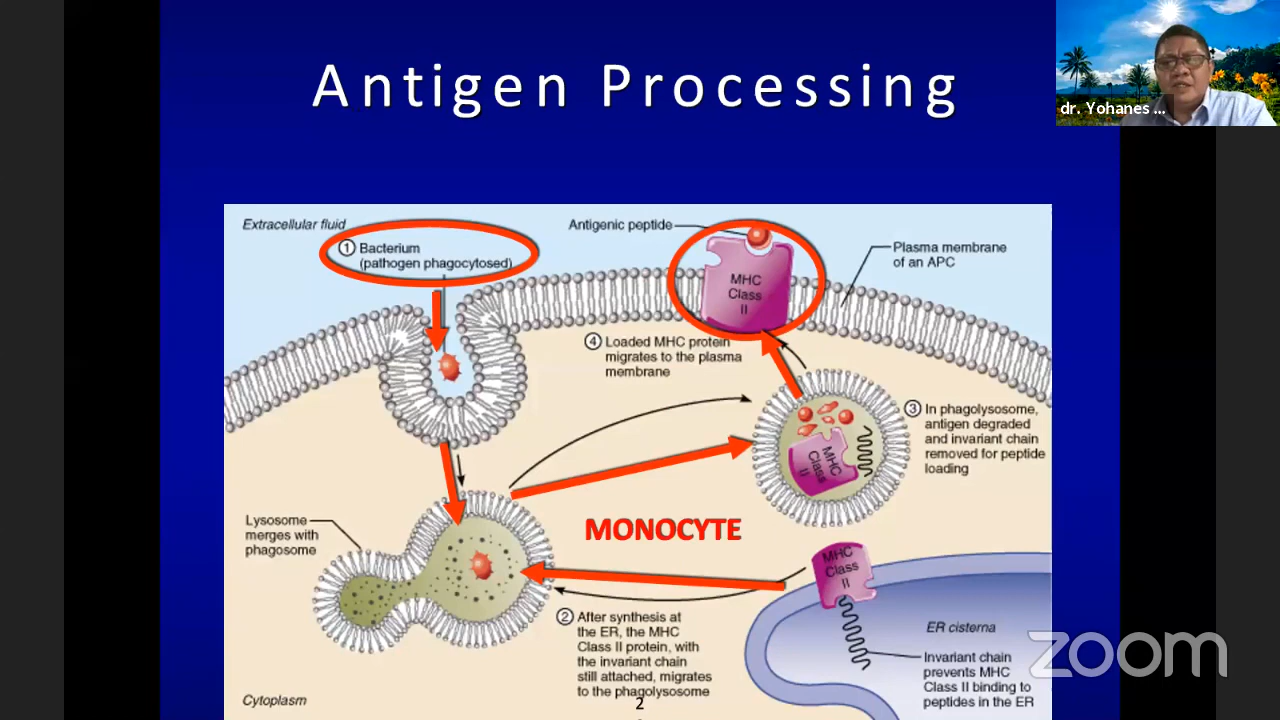 Antigen Processing
dr. Yohanes ...
Extracellular fluid
1 Bacterium
(pathogen phagocytosed)
Antigenic peptide
MHC
Class
II
Plasma membrane
of an APC
4 Loaded MHC protein
migrates to the plasma
membrane
3 In phagolysosome,
antigen degraded
and invariant chain
removed for peptide
loading
MHC
Class
II
Lysosome
merges with
phagosome
MONOCYTE
MHC
Class
II
2 After synthesis at
the ER, the MHC
Class II protein, with
the invariant chain
still attached, migrates
to the phagolysosome
ER cisterna
Invariant chain
prevents MHC
Class II binding to
peptides in the ER
Cytoplasm
2
zoom